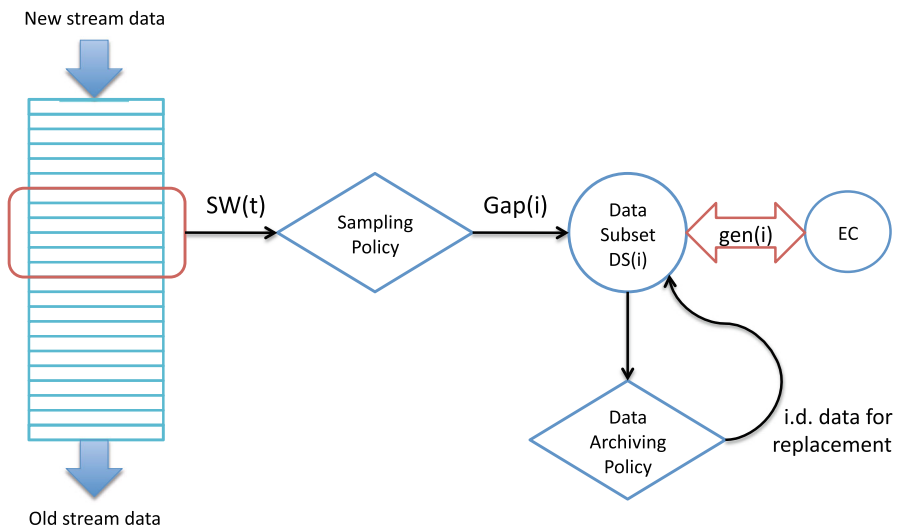 New stream data
SW(t)
Sampling
Policy
Gap(i)
Data
Subset
DS(i)
gen(i)
EC
Data
Archiving
Policy
i.d. data for
replacement
Old stream data